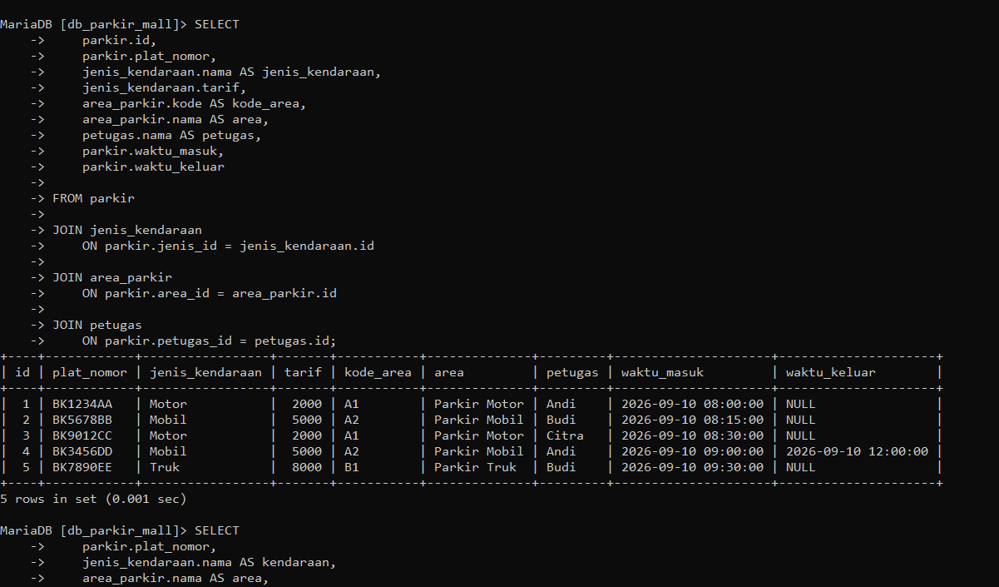 MariaDB [db_parkir_mall]> SELECT
    ->     parkir.id,
    ->     parkir.plat_nomor,
    ->     jenis_kendaraan.nama AS jenis_kendaraan,
    ->     jenis_kendaraan.tarif,
    ->     area_parkir.kode AS kode_area,
    ->     area_parkir.nama AS area,
    ->     petugas.nama AS petugas,
    ->     parkir.waktu_masuk,
    ->     parkir.waktu_keluar
    ->
    -> FROM parkir
    ->
    -> JOIN jenis_kendaraan
    ->     ON parkir.jenis_id = jenis_kendaraan.id
    ->
    -> JOIN area_parkir
    ->     ON parkir.area_id = area_parkir.id
    ->
    -> JOIN petugas
    ->     ON parkir.petugas_id = petugas.id;
+----+------------+-----------------+-------+-----------+--------------+---------+---------------------+---------------------+
| id | plat_nomor | jenis_kendaraan | tarif | kode_area | area         | petugas | waktu_masuk         | waktu_keluar        |
+----+------------+-----------------+-------+-----------+--------------+---------+---------------------+---------------------+
|  1 | BK1234AA   | Motor           |  2000 | A1        | Parkir Motor | Andi    | 2026-09-10 08:00:00 | NULL                |
|  2 | BK5678BB   | Mobil           |  5000 | A2        | Parkir Mobil | Budi    | 2026-09-10 08:15:00 | NULL                |
|  3 | BK9012CC   | Motor           |  2000 | A1        | Parkir Motor | Citra   | 2026-09-10 08:30:00 | NULL                |
|  4 | BK3456DD   | Mobil           |  5000 | A2        | Parkir Mobil | Andi    | 2026-09-10 09:00:00 | 2026-09-10 12:00:00 |
|  5 | BK7890EE   | Truk            |  8000 | B1        | Parkir Truk  | Budi    | 2026-09-10 09:30:00 | NULL                |
+----+------------+-----------------+-------+-----------+--------------+---------+---------------------+---------------------+
5 rows in set (0.001 sec)

MariaDB [db_parkir_mall]> SELECT
    ->     parkir.plat_nomor,
    ->     jenis_kendaraan.nama AS kendaraan,
    ->     area_parkir.nama AS area,